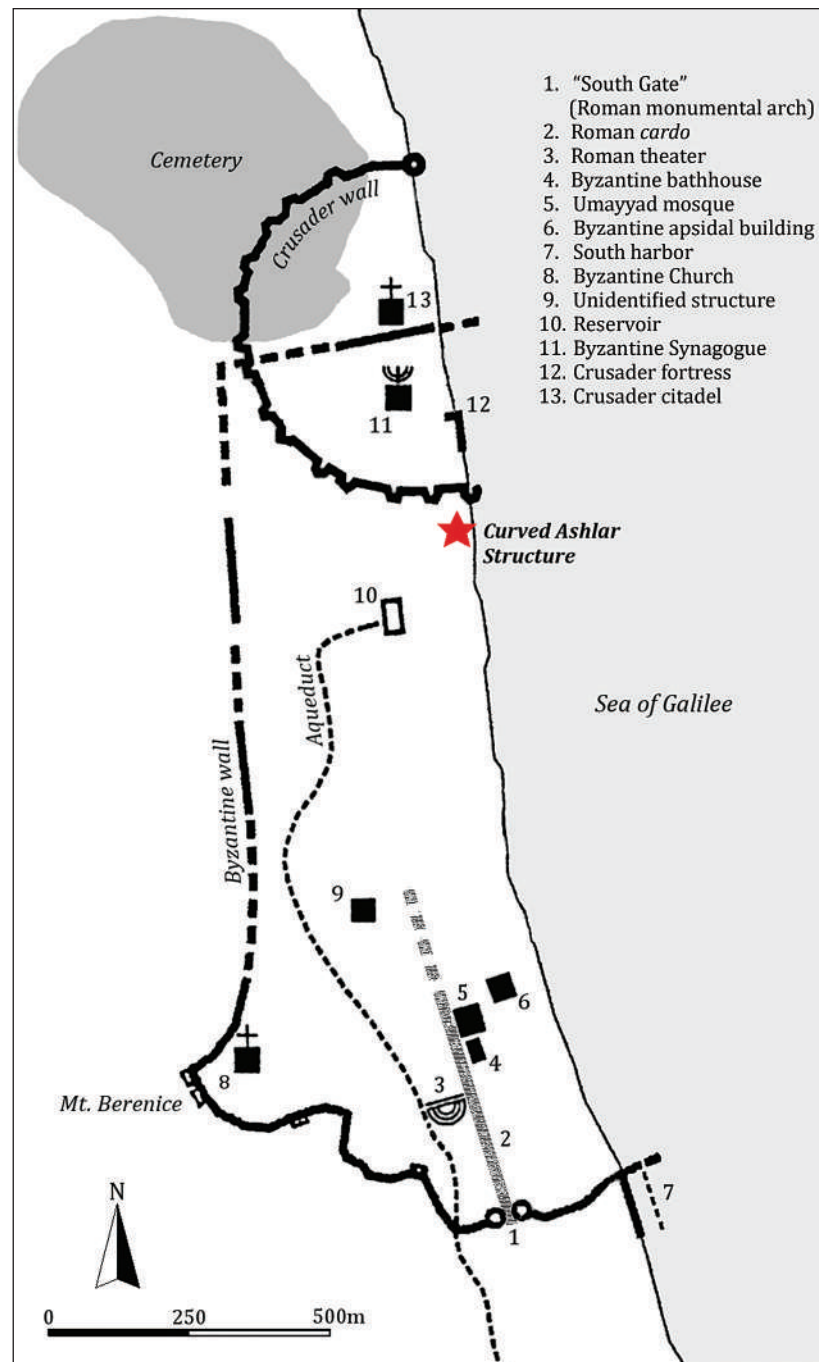 1. “South Gate”
(Roman monumental arch)
2. Roman cardo
3. Roman theater
4. Byzantine bathhouse
5. Umayyad mosque
6. Byzantine apsidal building
7. South harbor
8. Byzantine Church
9. Unidentified structure
10. Reservoir
11. Byzantine Synagogue
12. Crusader fortress
13. Crusader citadel
Cemetery
Crusader wall
13
11
12
Curved Ashlar
Structure
10
Aqueduct
Sea of Galilee
Byzantine wall
9
5
6
4
8
3
Mt. Berenice
2
7
1
N
0 250 500m